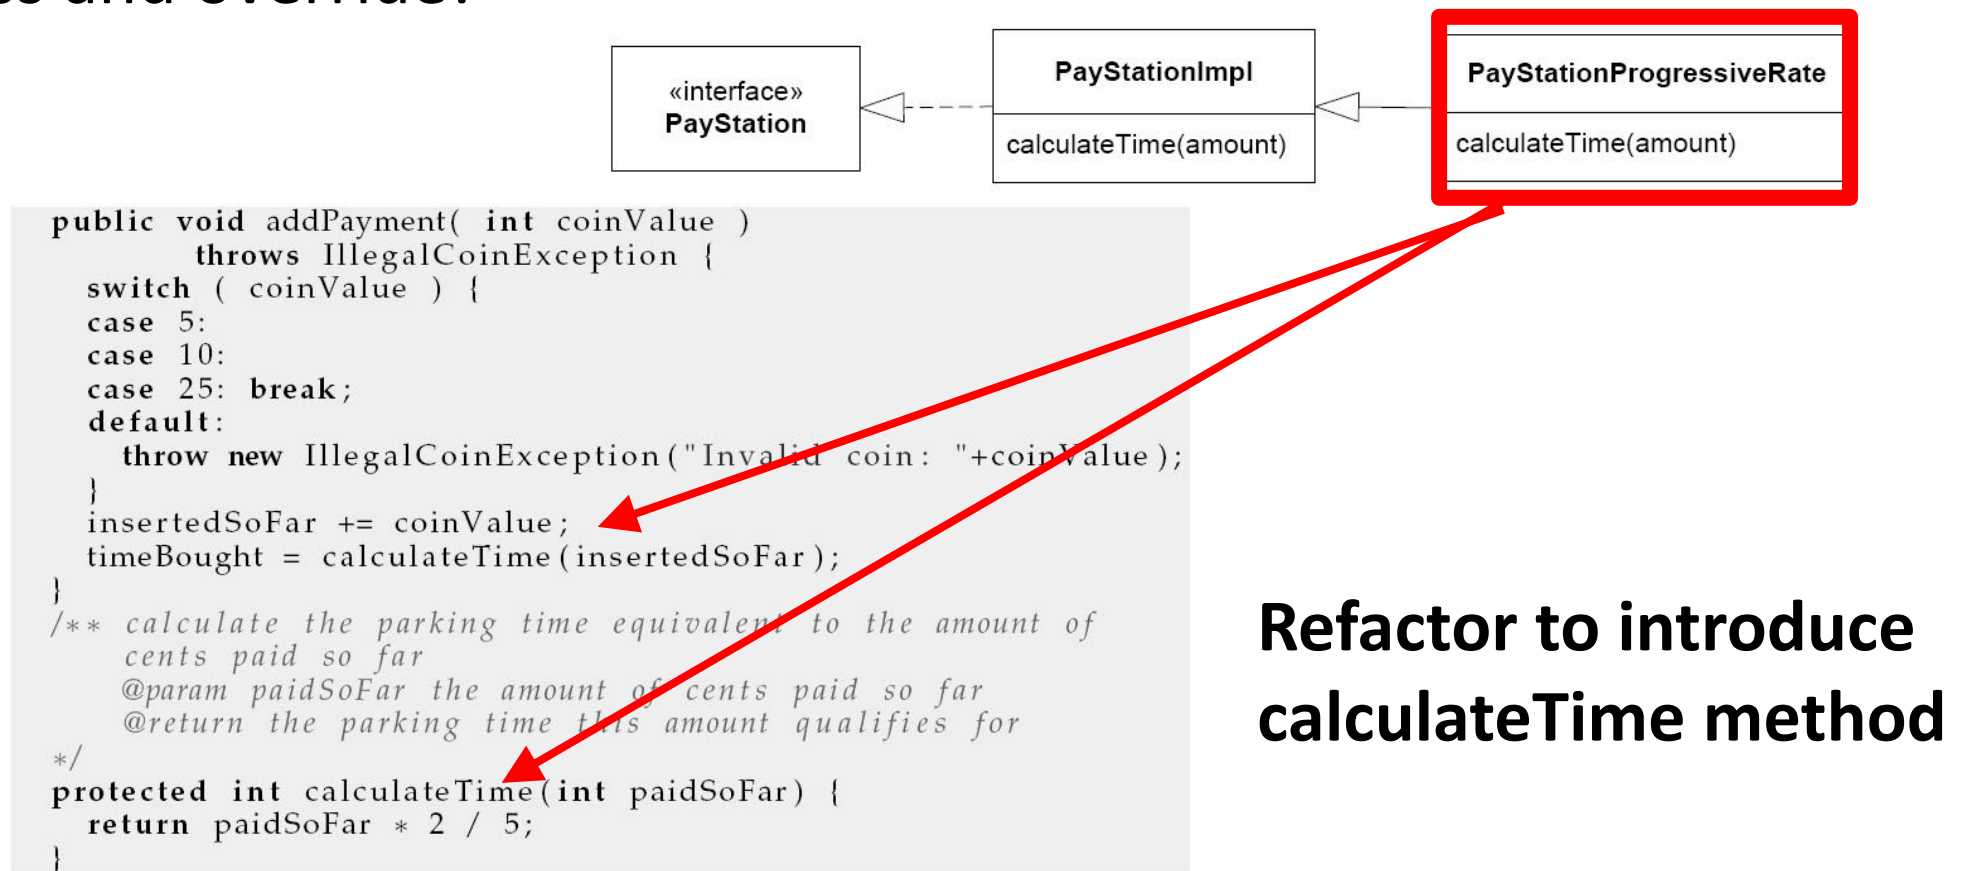 and override.
«interface»
PayStation
PayStationImpl
calculateTime(amount)
PayStationProgressiveRate
calculateTime(amount)
public void addPayment( int coinValue )
throws IllegalCoinException {
switch ( coinValue ) {
case 5:
case 10:
case 25: break;
default:
throw new IllegalCoinException("Invalid coin: "+coinValue);
}
insertedSoFar += coinValue;
timeBought = calculateTime(insertedSoFar);
}
/** calculate the parking time equivalent to the amount of
cents paid so far
@param paidSoFar the amount of cents paid so far
@return the parking time this amount qualifies for
*/
protected int calculateTime(int paidSoFar) {
return paidSoFar * 2 / 5;
}
Refactor to introduce
calculateTime method